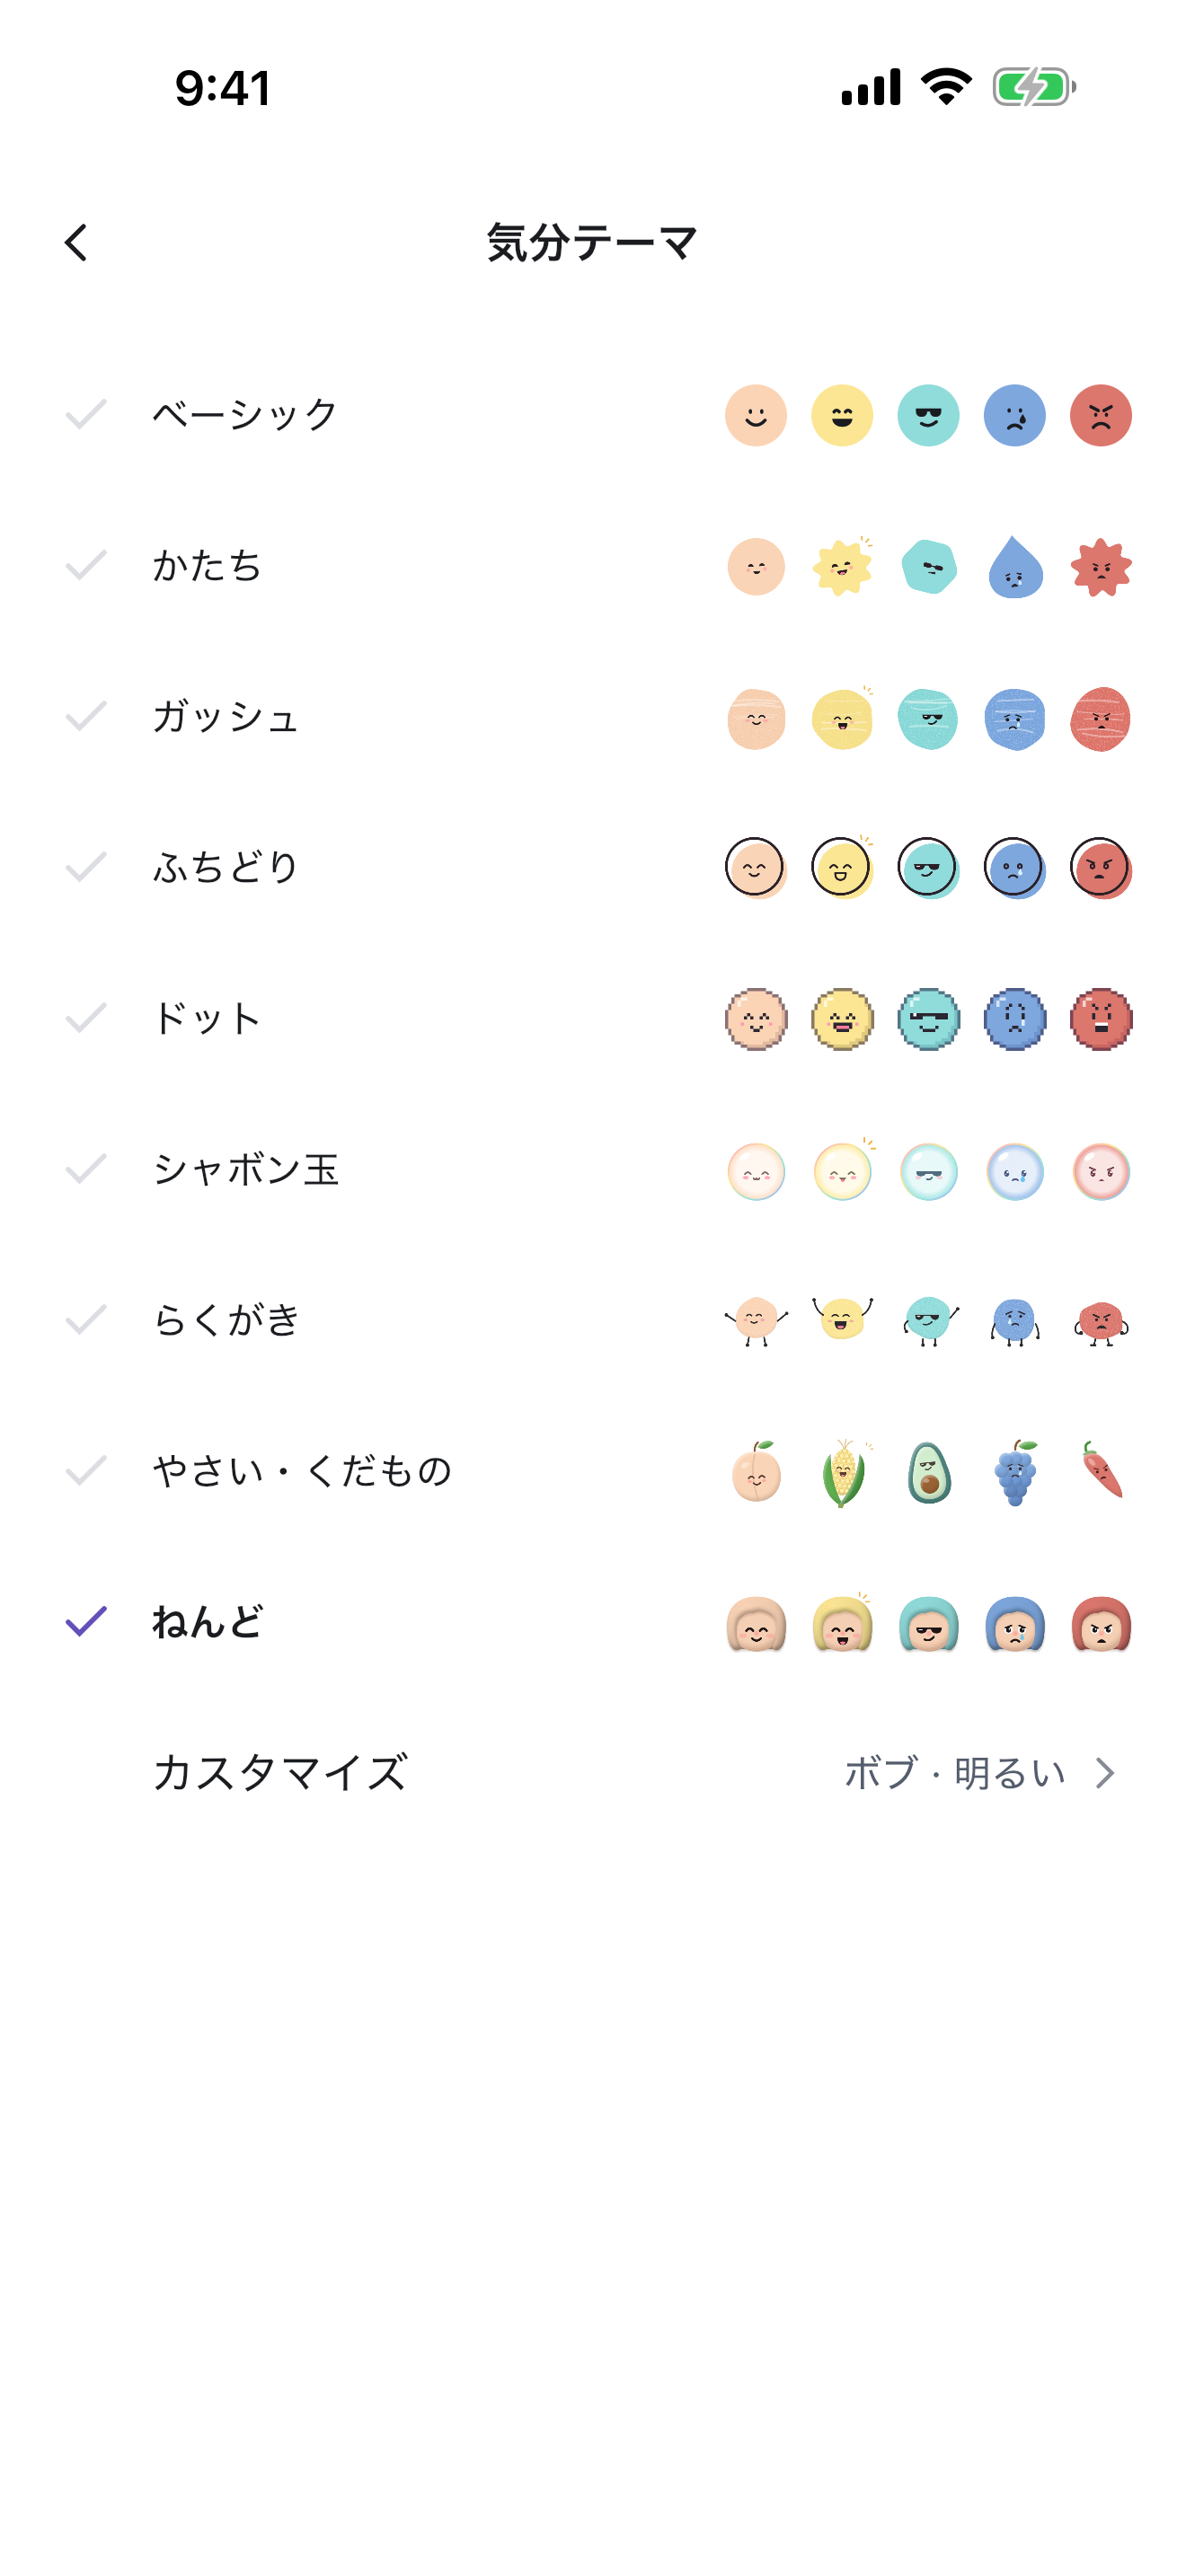 9:41
気分テーマ
ベーシック
かたち
ガッシュ
ふちどり
ドット
シャボン玉
らくがき
やさい・くだもの
ねんど
カスタマイズ
ボブ · 明るい